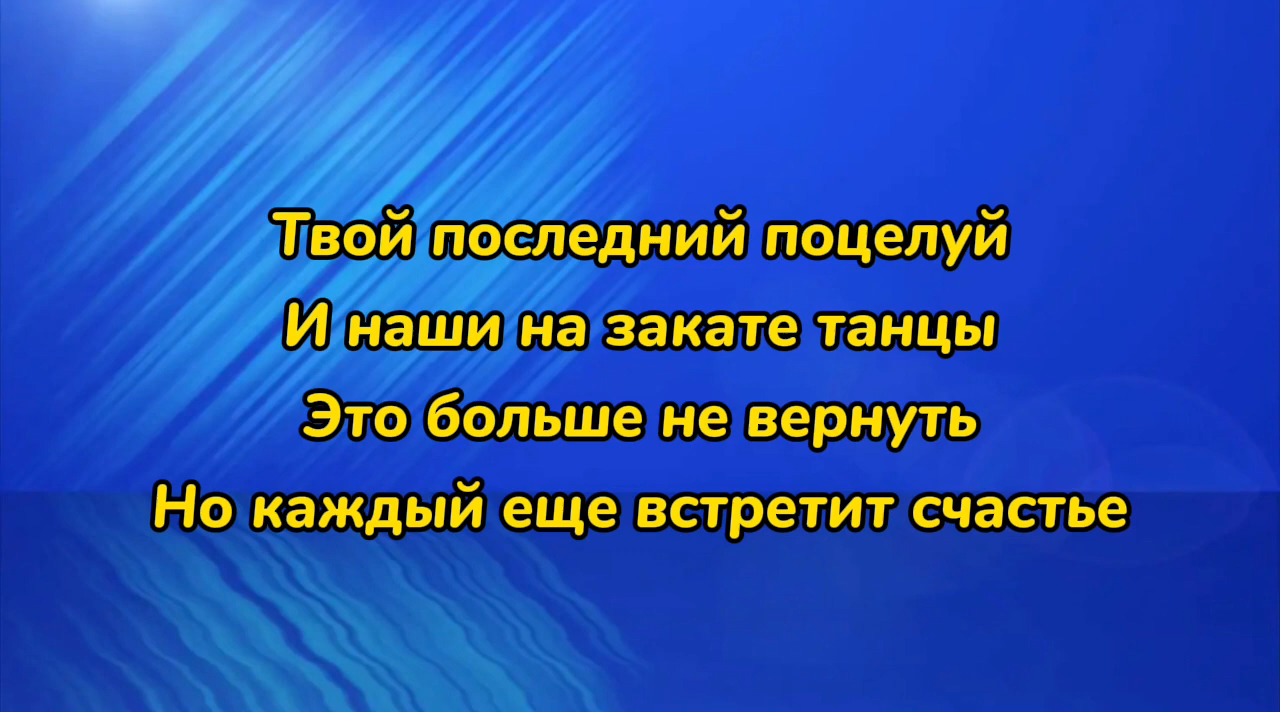 Твой последний поцелуй
И наши на закате танцы
Это больше не вернуть
Но каждый еще встретит счастье